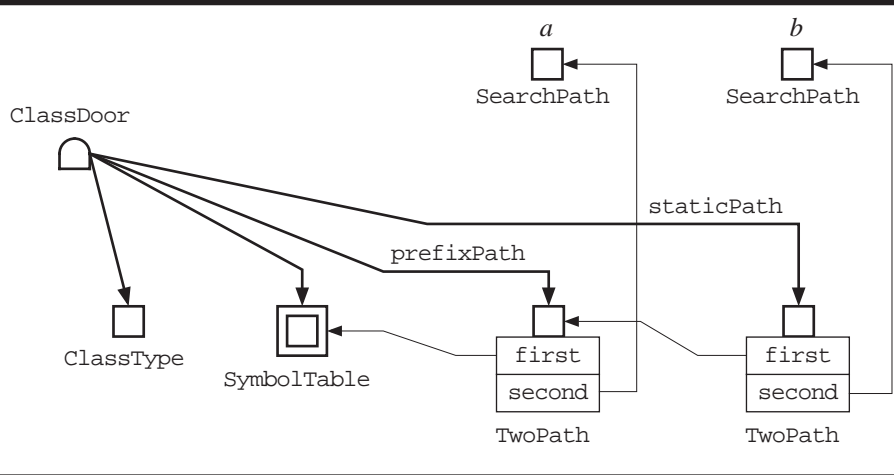 a
b
SearchPath
SearchPath
ClassDoor
staticPath
prefixPath
first
first
ClassType
SymbolTable
second
second
TwoPath
TwoPath